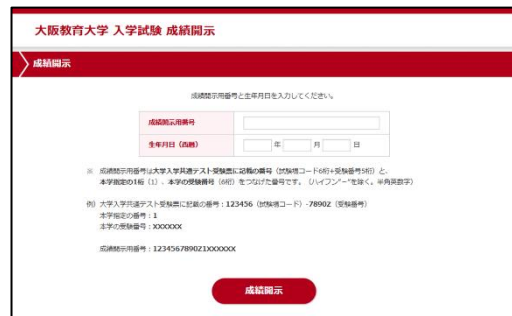 大阪教育大学 入学試験 成績開示
成績開示
成績開示用番号と生年月日を入力してください。
成績開示用番号
生年月日（西暦） 年 月 日
※ 成績開示用番号は大学入学共通テスト受験票に記載の番号（試験場コード6桁+受験番号5桁）と、
本学指定の1桁（1）、本学の受験番号（6桁）をつなげた番号です。（ハイフン"−"を除く。半角英数字）
例）大学入学共通テスト受験票に記載の番号：123456（試験場コード）-7890Z（受験番号）
本学指定の番号：1
本学の受験番号：XXXXXX
成績開示用番号：1234567890Z1XXXXXX
成績開示